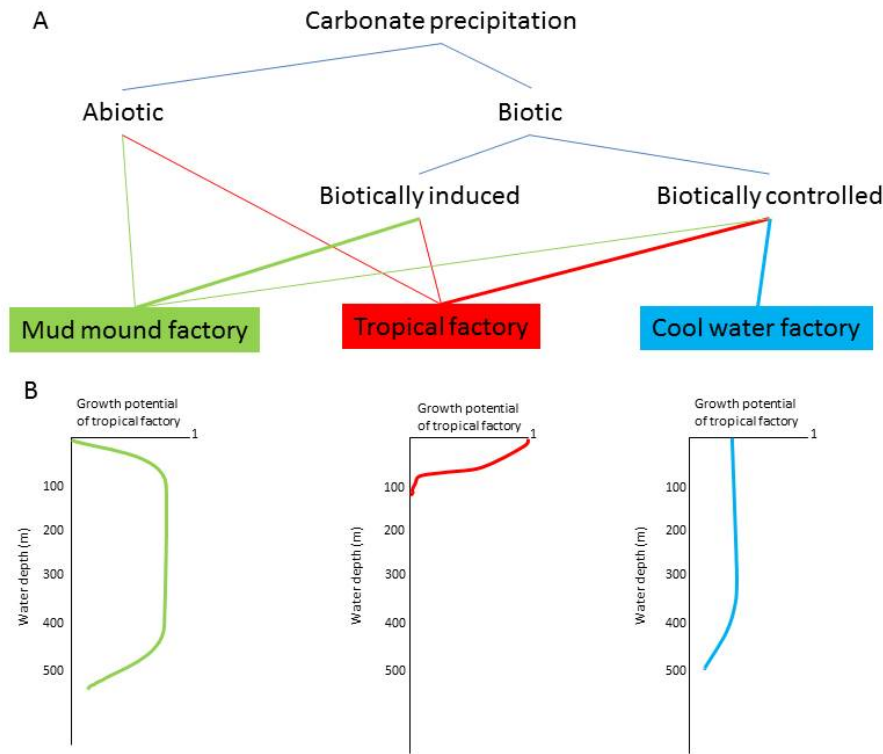 A
Carbonate precipitation
Abiotic
Biotic
Biotically induced
Biotically controlled
Mud mound factory
Tropical factory
Cool water factory
B
Growth potential
of tropical factory
1
100
200
300
400
500
Water depth (m)
Growth potential
of tropical factory
1
100
200
300
400
500
Water depth (m)
Growth potential
of tropical factory
1
100
200
300
400
500
Water depth (m)